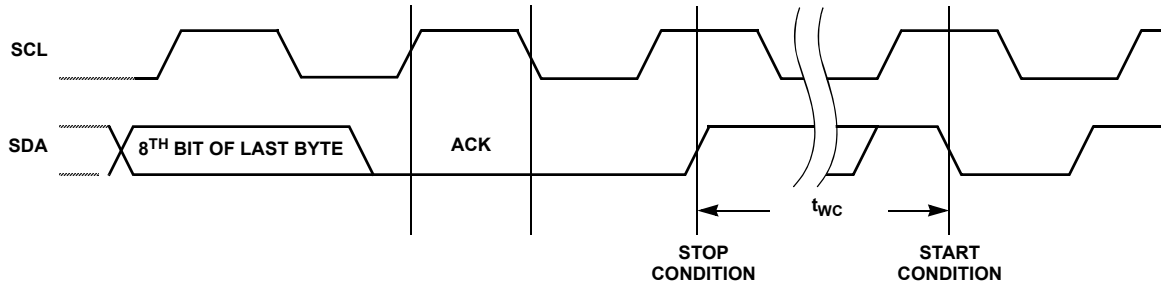 SCL
SDA
8TH BIT OF LAST BYTE
ACK
tWC
STOP
CONDITION
START
CONDITION